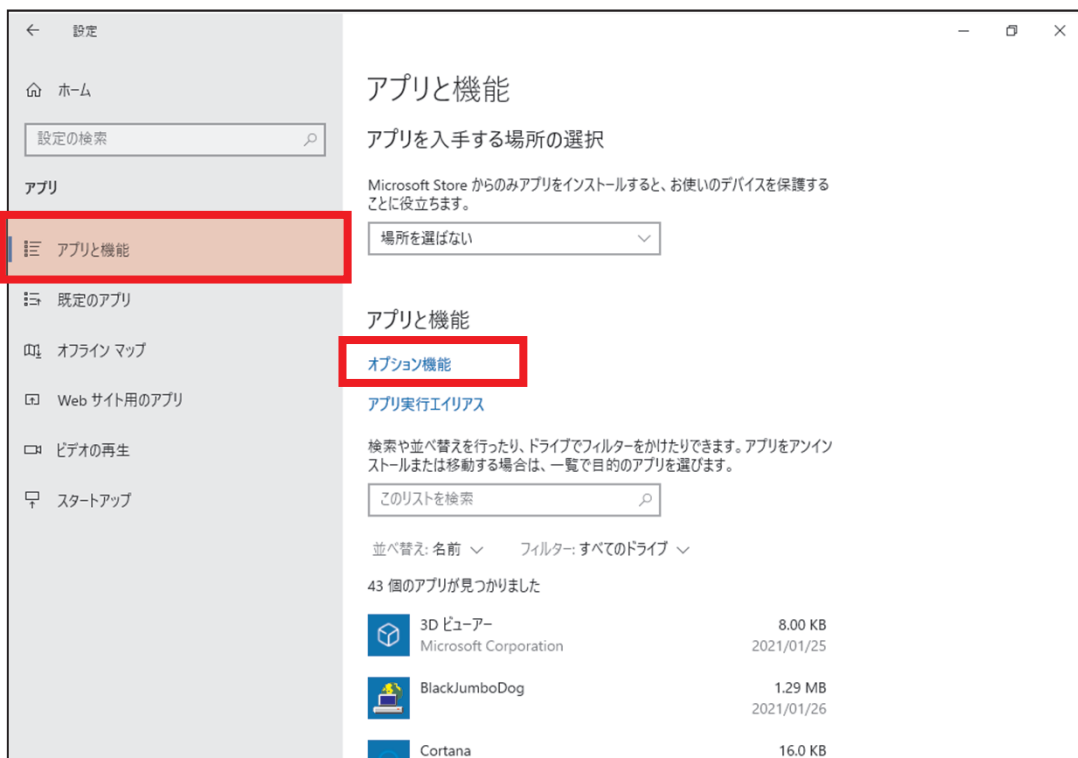 設定
ホーム
設定の検索
アプリ
アプリと機能
既定のアプリ
オフライン マップ
Web サイト用のアプリ
ビデオの再生
スタートアップ
アプリと機能
アプリを入手する場所の選択
Microsoft Store からのみアプリをインストールすると、お使いのデバイスを保護する
ことに役立ちます。
場所を選ばない
アプリと機能
オプション機能
アプリ実行エイリアス
検索や並べ替えを行ったり、ドライブでフィルターをかけたりできます。アプリをアンイン
ストールまたは移動する場合は、一覧で目的のアプリを選びます。
このリストを検索
並べ替え: 名前 フィルター: すべてのドライブ
43 個のアプリが見つかりました
3D ビューアー 8.00 KB
Microsoft Corporation 2021/01/25
BlackJumboDog 1.29 MB
2021/01/26
Cortana 16.0 KB